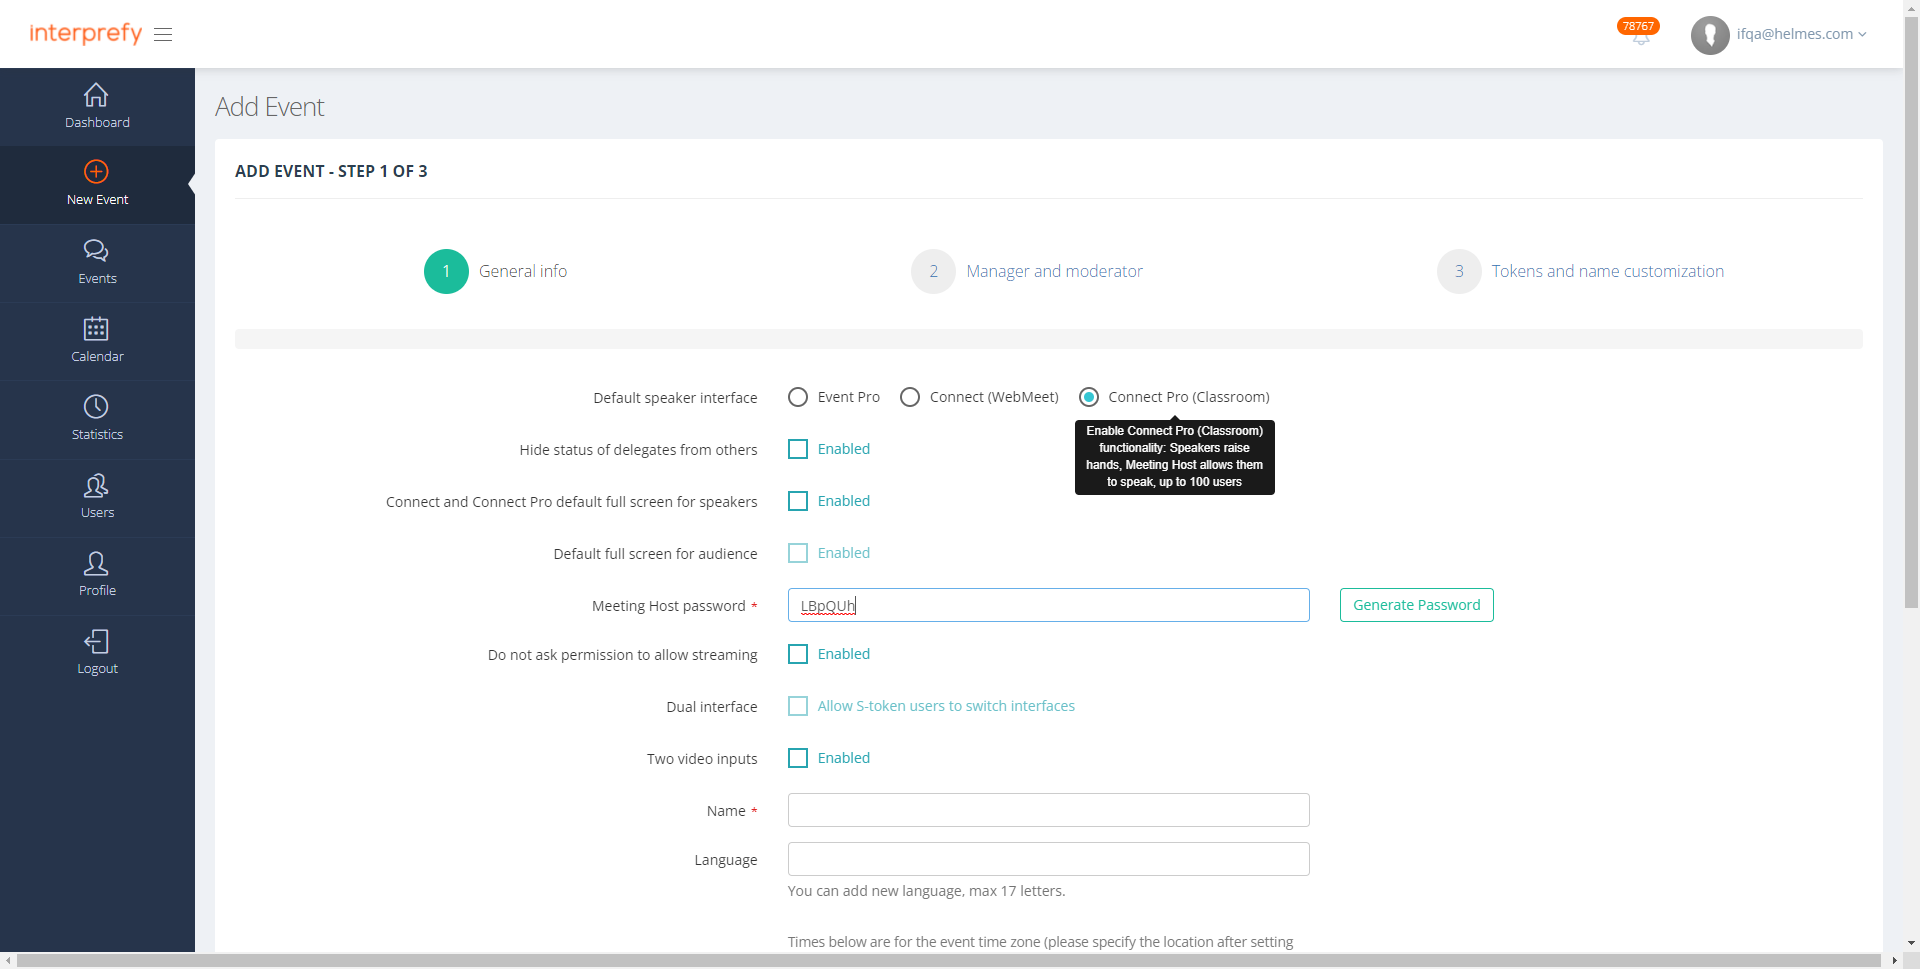 interprefy
78767
ifqa@helmes.com
Dashboard
New Event
Events
Calendar
Statistics
Users
Profile
Logout
Add Event
ADD EVENT - STEP 1 OF 3
1 General info
2 Manager and moderator
3 Tokens and name customization
Default speaker interface Event Pro Connect (WebMeet) Connect Pro (Classroom)
Enable Connect Pro (Classroom)
functionality: Speakers raise
hands, Meeting Host allows them
to speak, up to 100 users
Hide status of delegates from others Enabled
Connect and Connect Pro default full screen for speakers Enabled
Default full screen for audience Enabled
Meeting Host password * LBpQUh Generate Password
Do not ask permission to allow streaming Enabled
Dual interface Allow S-token users to switch interfaces
Two video inputs Enabled
Name *
Language
You can add new language, max 17 letters.
Times below are for the event time zone (please specify the location after setting